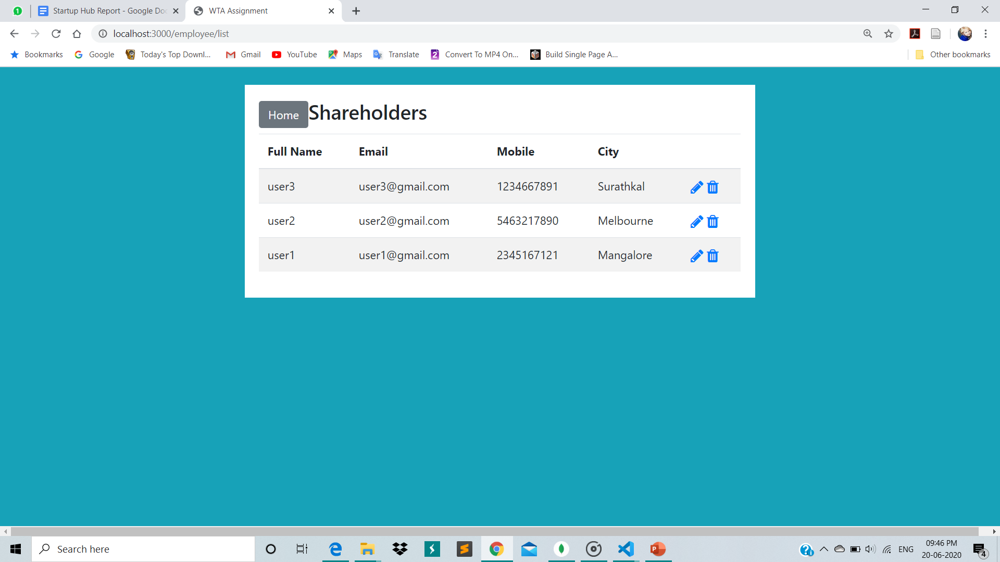 1
Startup Hub Report - Google Do
WTA Assignment
localhost:3000/employee/list
Bookmarks Google Today's Top Downl... Gmail YouTube Maps Translate Convert To MP4 On... Build Single Page A... Other bookmarks
Home Shareholders
Full Name Email Mobile City
user3 user3@gmail.com 1234667891 Surathkal
user2 user2@gmail.com 5463217890 Melbourne
user1 user1@gmail.com 2345167121 Mangalore
Search here
ENG
09:46 PM
20-06-2020
4